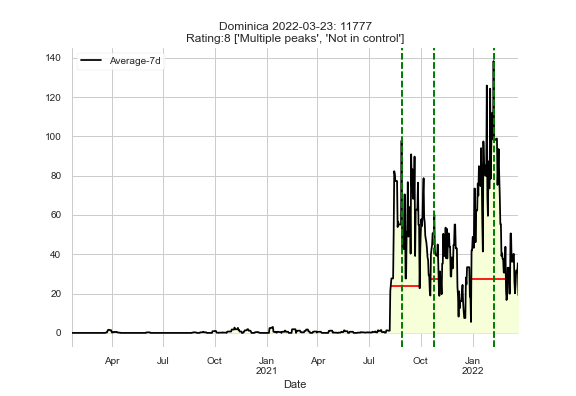 Dominica 2022-03-23: 11777
Rating:8 ['Multiple peaks', 'Not in control']
Average-7d
140
120
100
80
60
40
20
0
Apr Jul Oct Jan Apr Jul Oct Jan
2021 2022
Date